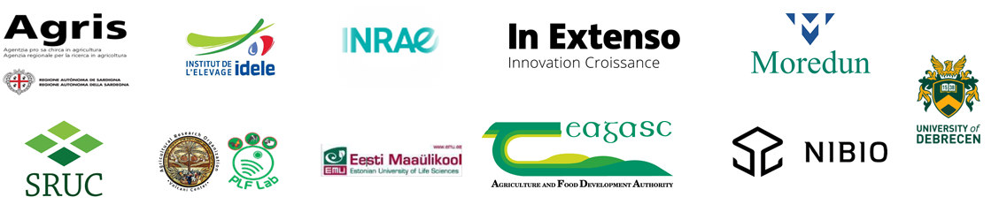 Agris
Agentzia pro sa chirca in agricultura
Agenzia regionale per la ricerca in agricoltura
REGIONE AUTÒNOMA DE SARDIGNA
REGIONE AUTONOMA DELLA SARDEGNA
INSTITUT DE
L'ELEVAGE idele
INRAE
In Extenso
Innovation Croissance
Moredun
UNIVERSITY of
DEBRECEN
SRUC
Agricultural Research Organization
Volcani Center
PLF Lab
www.emu.ee
EMU
Eesti Maaülikool
Estonian University of Life Sciences
eagasc
AGRICULTURE AND FOOD DEVELOPMENT AUTHORITY
NIBIO